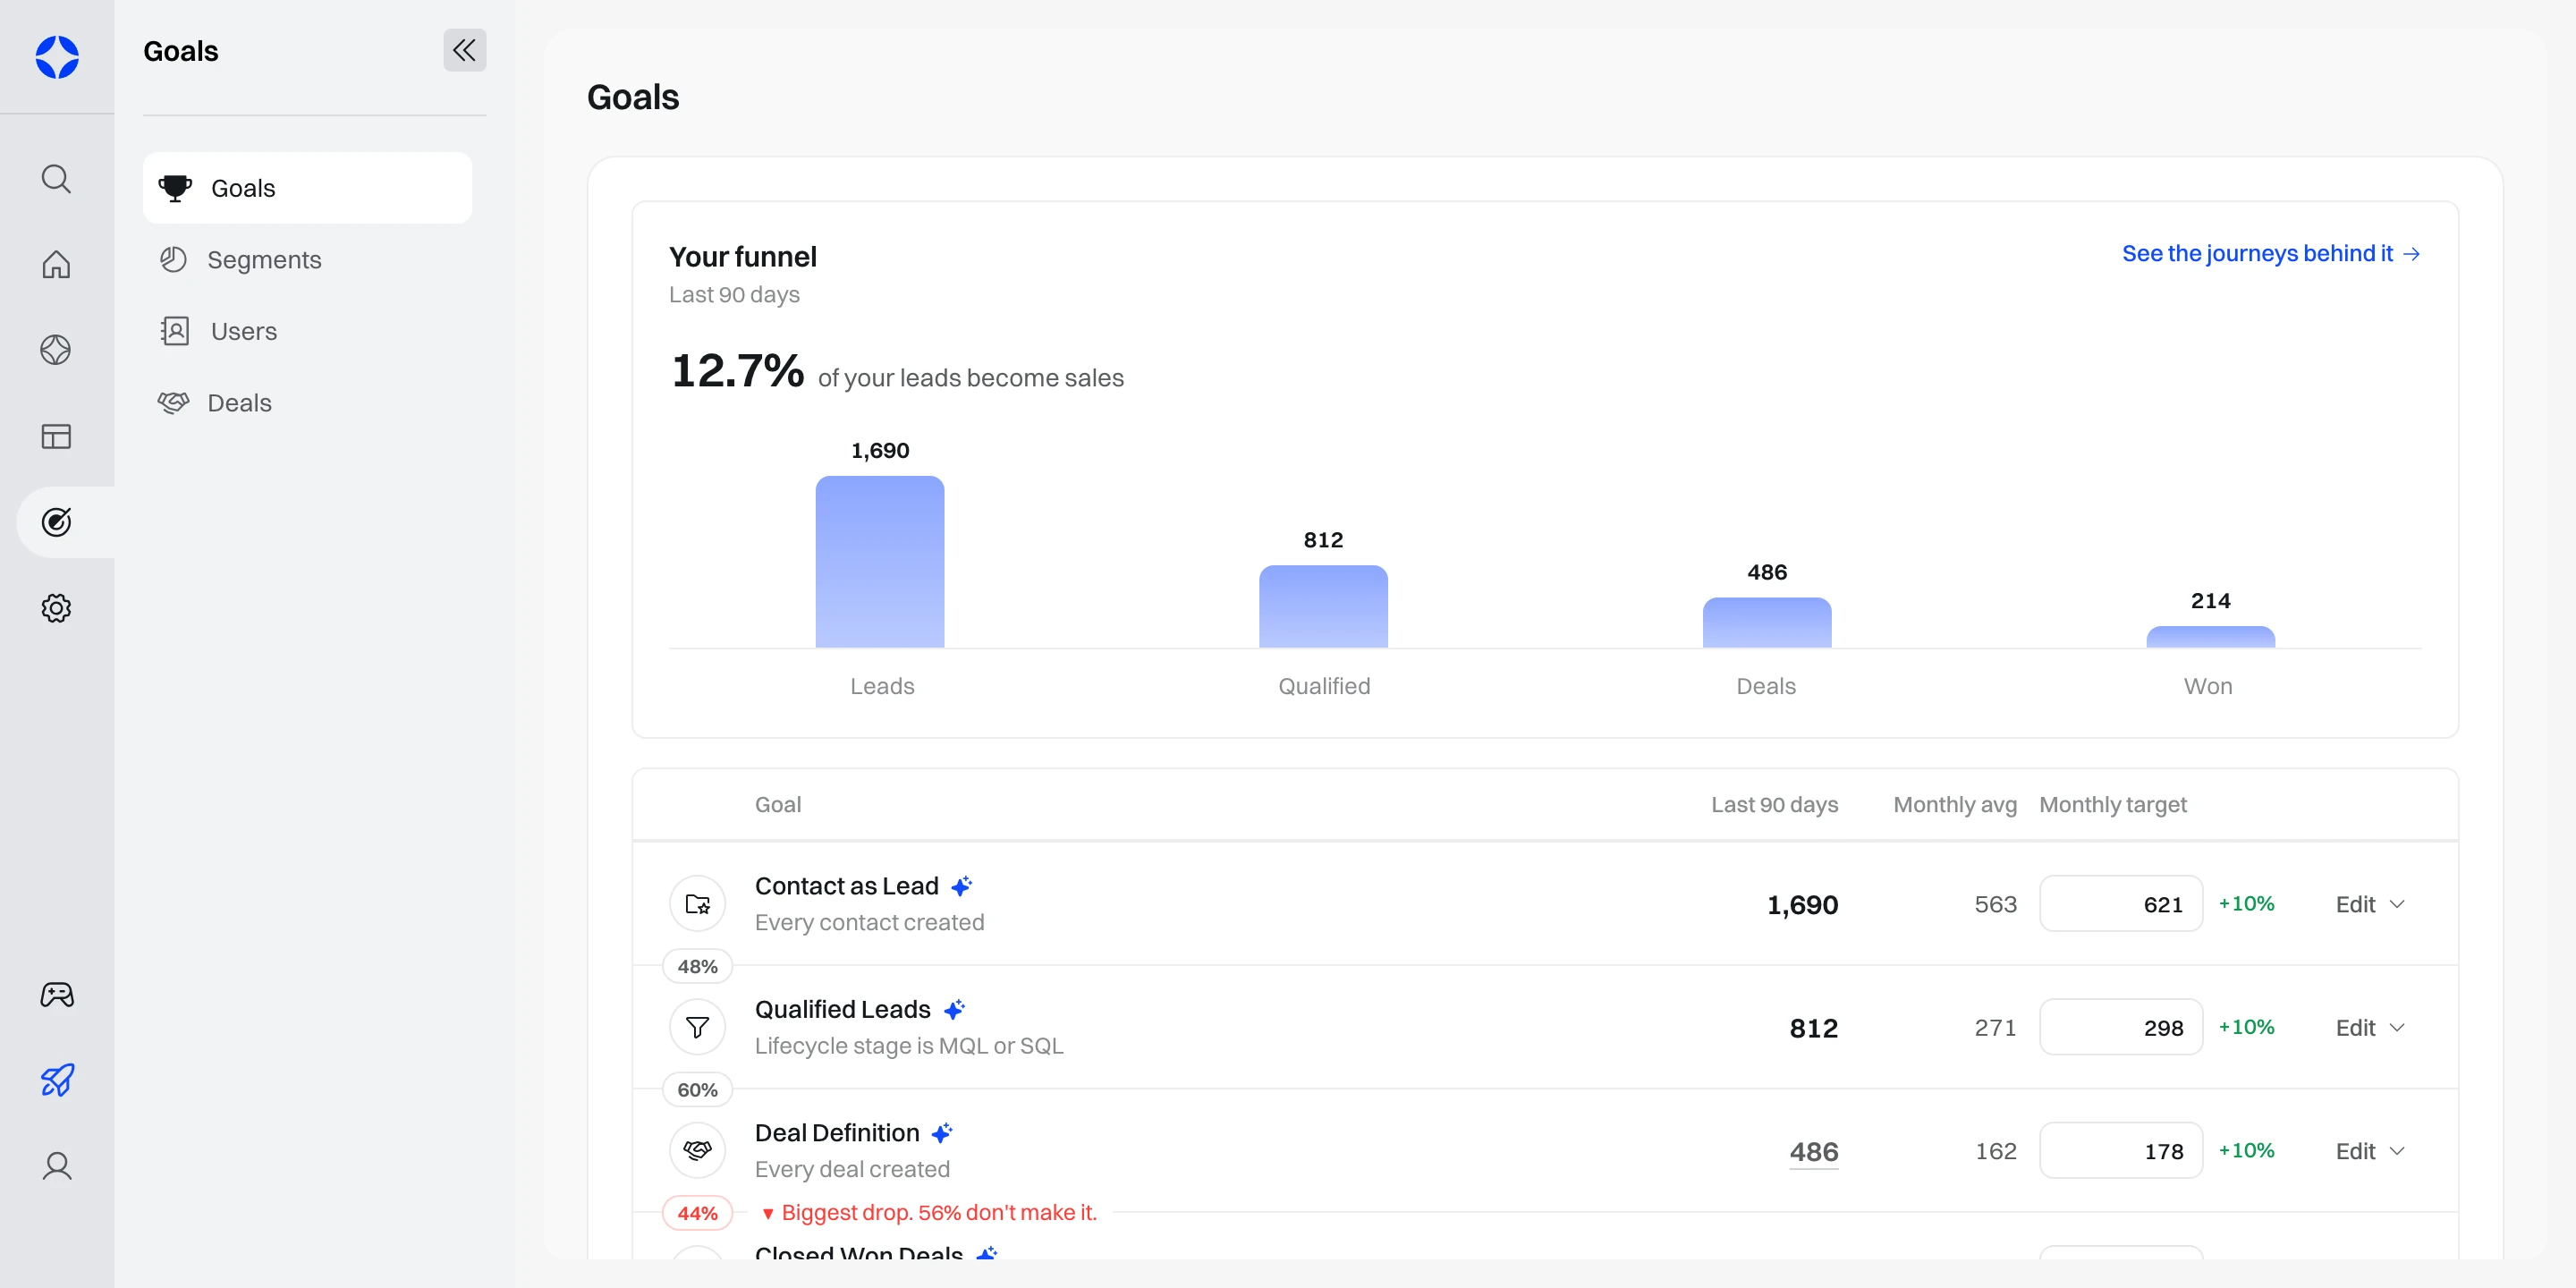 Goals
Goals
Segments
Users
Deals
Goals
Your funnel
See the journeys behind it →
Last 90 days
12.7% of your leads become sales
1,690
812
486
214
Leads
Qualified
Deals
Won
Goal
Last 90 days
Monthly avg
Monthly target
Contact as Lead
Every contact created
1,690
563
621
+10%
Edit
48%
Qualified Leads
Lifecycle stage is MQL or SQL
812
271
298
+10%
Edit
60%
Deal Definition
Every deal created
486
162
178
+10%
Edit
44%
▼ Biggest drop. 56% don't make it.
Closed Won Deals